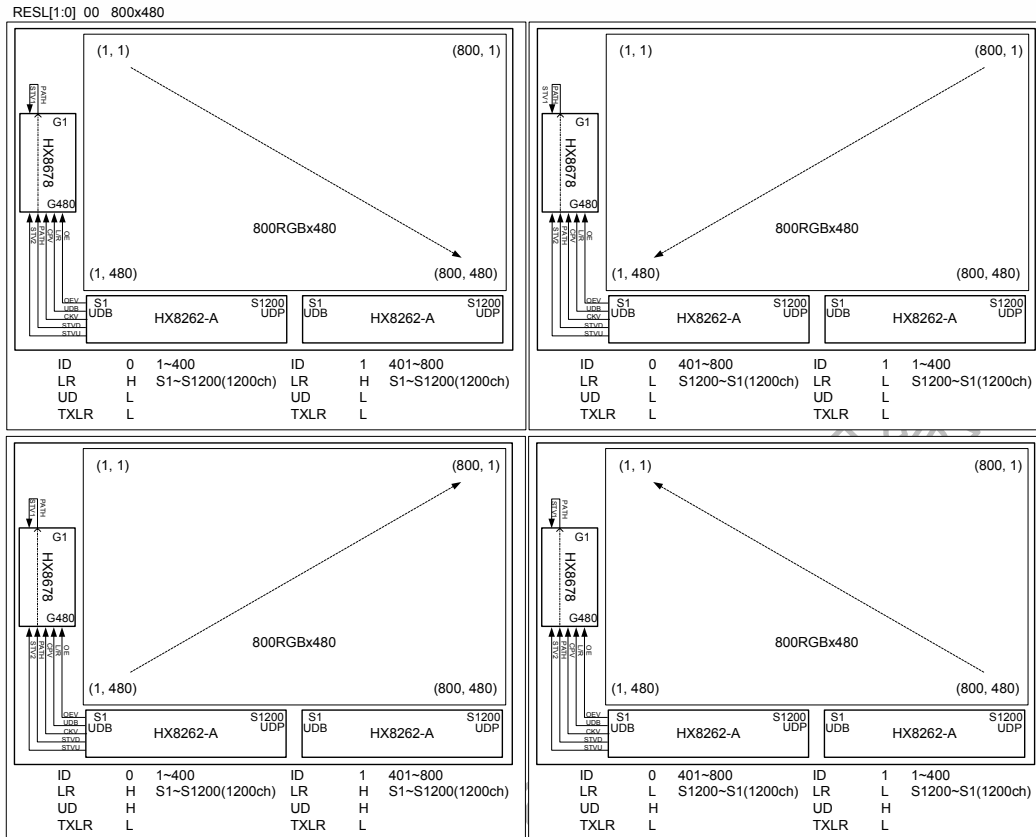 RESL[1:0] 00 800x480
(1, 1) (800, 1)
STV1
PATH
G1
HX8678
G480
STV2
PATH
CPV
L/R
OE
800RGBx480
(1, 480) (800, 480)
OEV
UDB
CKV
STVD
STVU
S1 S1200
UDB UDP
HX8262-A
S1 S1200
UDB UDP
HX8262-A
ID 0 1~400 ID 1 401~800
LR H S1~S1200(1200ch) LR H S1~S1200(1200ch)
UD L UD L
TXLR L TXLR L
(1, 1) (800, 1)
STV1
PATH
G1
HX8678
G480
STV2
PATH
CPV
L/R
OE
800RGBx480
(1, 480) (800, 480)
OEV
UDB
CKV
STVD
STVU
S1 S1200
UDB UDP
HX8262-A
S1 S1200
UDB UDP
HX8262-A
ID 0 401~800 ID 1 1~400
LR L S1200~S1(1200ch) LR L S1200~S1(1200ch)
UD L UD L
TXLR L TXLR L
(1, 1) (800, 1)
STV1
PATH
G1
HX8678
G480
STV2
PATH
CPV
L/R
OE
800RGBx480
(1, 480) (800, 480)
OEV
UDB
CKV
STVD
STVU
S1 S1200
UDB UDP
HX8262-A
S1 S1200
UDB UDP
HX8262-A
ID 0 1~400 ID 1 401~800
LR H S1~S1200(1200ch) LR H S1~S1200(1200ch)
UD H UD H
TXLR L TXLR L
(1, 1) (800, 1)
STV1
PATH
G1
HX8678
G480
STV2
PATH
CPV
L/R
OE
800RGBx480
(1, 480) (800, 480)
OEV
UDB
CKV
STVD
STVU
S1 S1200
UDB UDP
HX8262-A
S1 S1200
UDB UDP
HX8262-A
ID 0 401~800 ID 1 1~400
LR L S1200~S1(1200ch) LR L S1200~S1(1200ch)
UD H UD H
TXLR L TXLR L